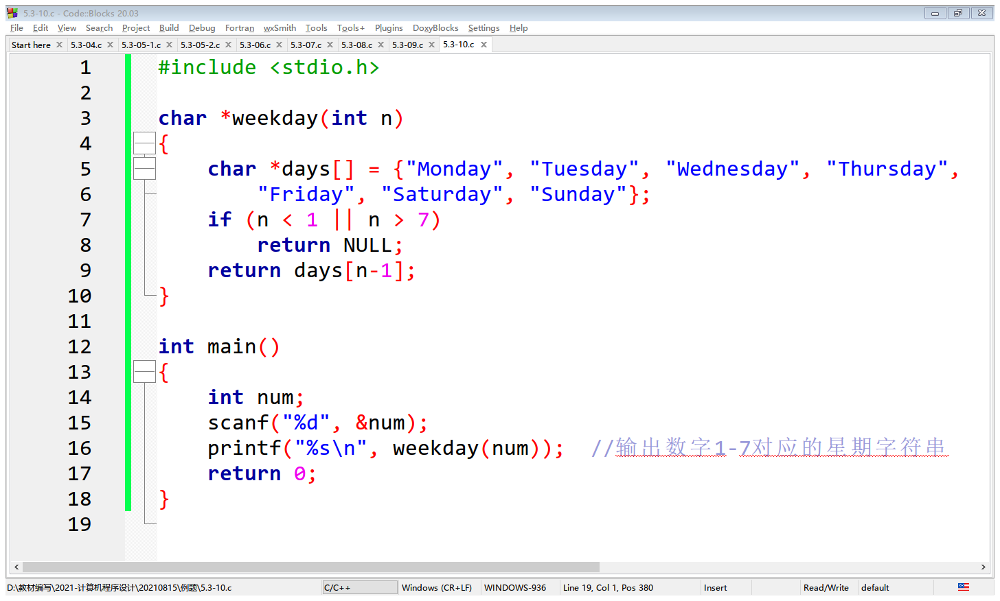 5.3-10.c - Code::Blocks 20.03
File Edit View Search Project Build Debug Fortran wxSmith Tools Tools+ Plugins DoxyBlocks Settings Help
Start here 5.3-04.c 5.3-05-1.c 5.3-05-2.c 5.3-06.c 5.3-07.c 5.3-08.c 5.3-09.c 5.3-10.c
1 #include <stdio.h>
2
3 char *weekday(int n)
4 {
5     char *days[] = {"Monday", "Tuesday", "Wednesday", "Thursday",
6         "Friday", "Saturday", "Sunday"};
7     if (n < 1 || n > 7)
8         return NULL;
9     return days[n-1];
10 }
11
12 int main()
13 {
14     int num;
15     scanf("%d", &num);
16     printf("%s\n", weekday(num));  //输出数字1-7对应的星期字符串
17     return 0;
18 }
19
D:\教材编写\2021-计算机程序设计\20210815\例题\5.3-10.c C/C++ Windows (CR+LF) WINDOWS-936 Line 19, Col 1, Pos 380 Insert Read/Write default